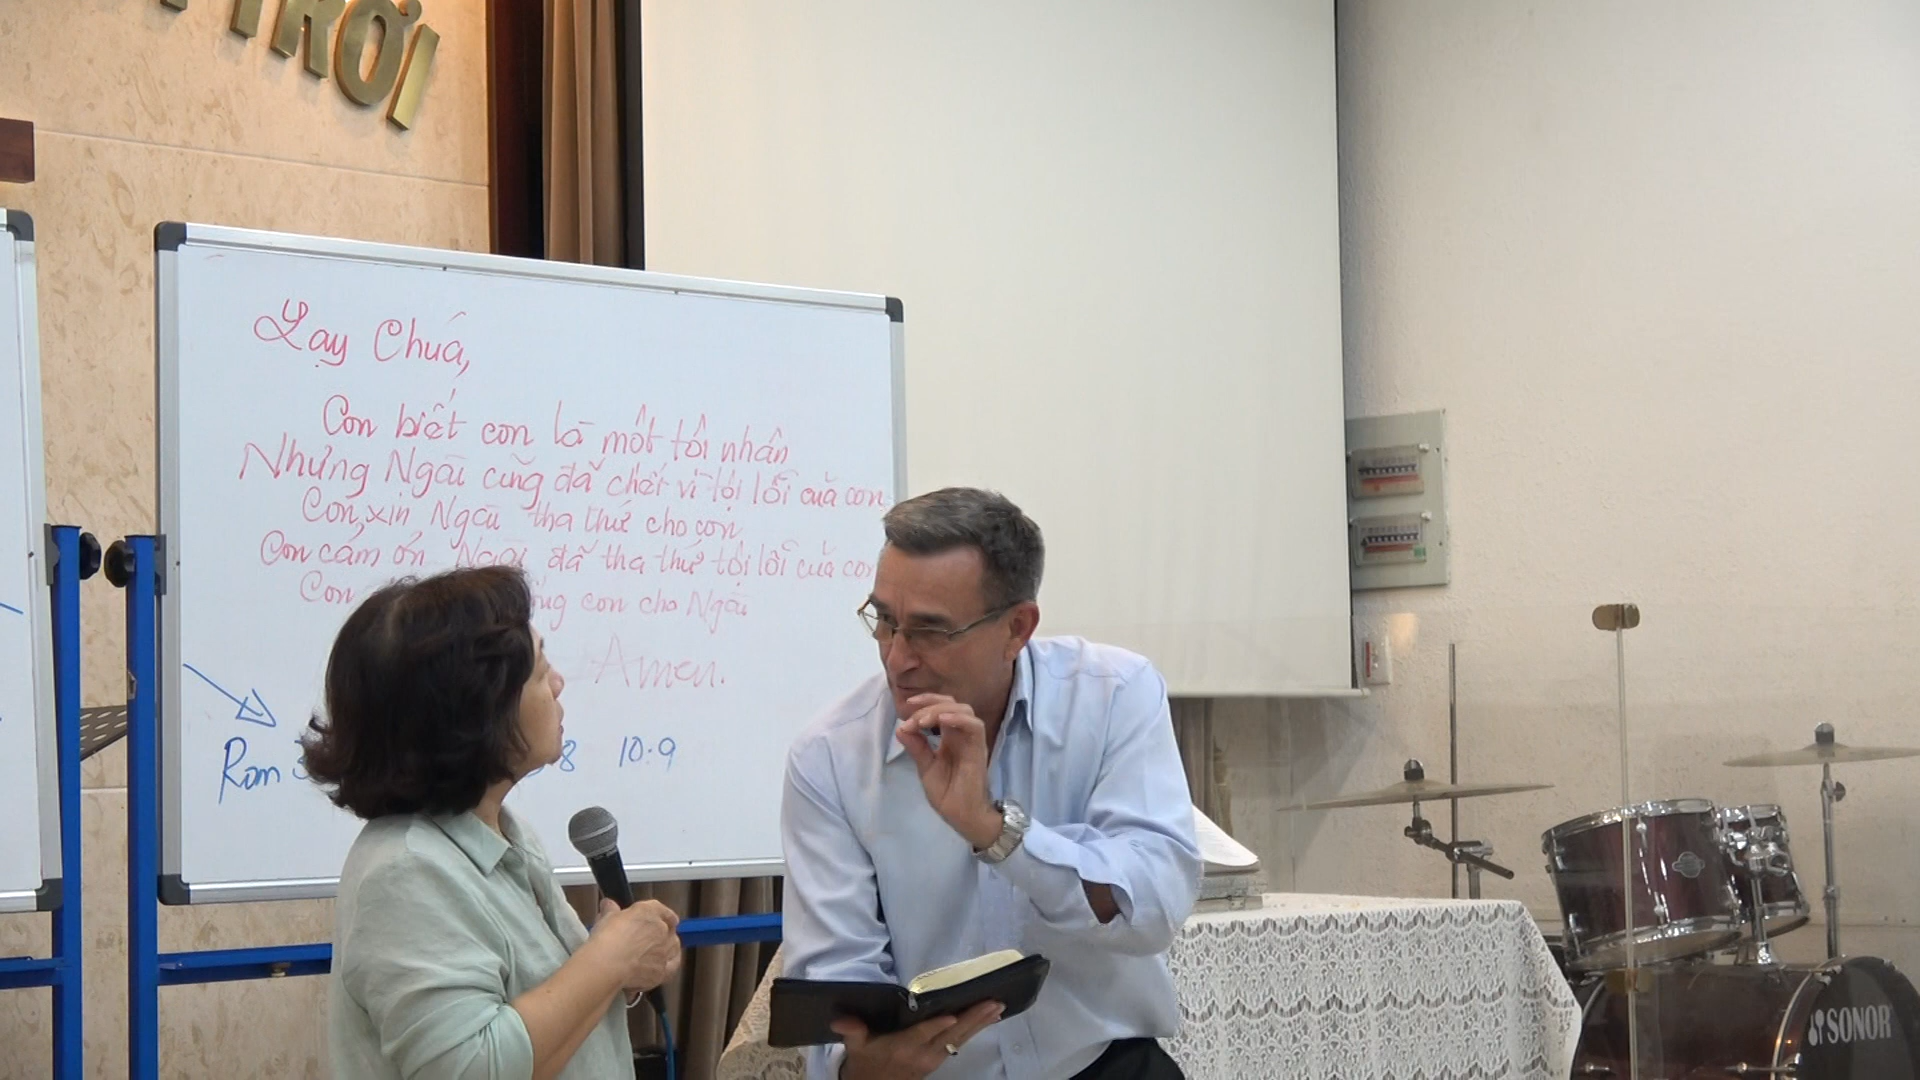 TRỜI
Lạy Chúa,
Con biết con là một tội nhân
Nhưng Ngài cũng đã chết vì tội lỗi của con
Con xin Ngài tha thứ cho con
Con cảm ơn Ngài đã tha thứ tội lỗi của con
Con con cho Ngài
Amen.
Rom 3 8 10:9
SONOR